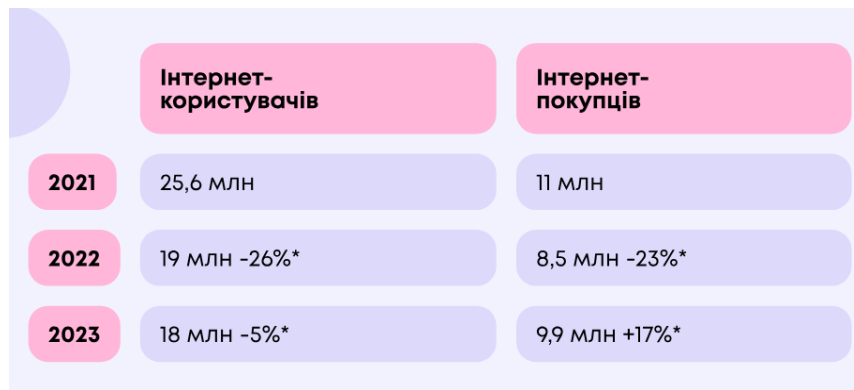 Інтернет-
користувачів
Інтернет-
покупців
2021
25,6 млн
11 млн
2022
19 млн -26%*
8,5 млн -23%*
2023
18 млн -5%*
9,9 млн +17%*